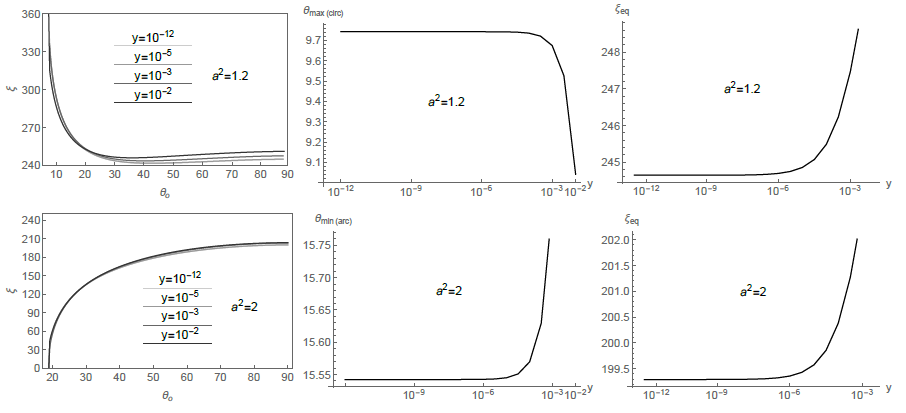 360
330
300
270
240
ξ
y=10⁻¹²
y=10⁻⁵
y=10⁻³
y=10⁻²
a²=1.2
10 20 30 40 50 60 70 80 90
θₒ
θmax (circ)
9.7
9.6
9.5
9.4
9.3
9.2
9.1
a²=1.2
10⁻¹² 10⁻⁹ 10⁻⁶ 10⁻³ 10⁻² y
ξeq
248
247
246
245
a²=1.2
10⁻¹² 10⁻⁹ 10⁻⁶ 10⁻³ y
240
210
180
150
120
90
60
30
0
ξ
y=10⁻¹²
y=10⁻⁵
y=10⁻³
y=10⁻²
a²=2
20 30 40 50 60 70 80 90
θₒ
θmin (arc)
15.75
15.70
15.65
15.60
15.55
a²=2
10⁻⁹ 10⁻⁶ 10⁻³ 10⁻² y
ξeq
202.0
201.5
201.0
200.5
200.0
199.5
a²=2
10⁻¹² 10⁻⁹ 10⁻⁶ 10⁻³ y